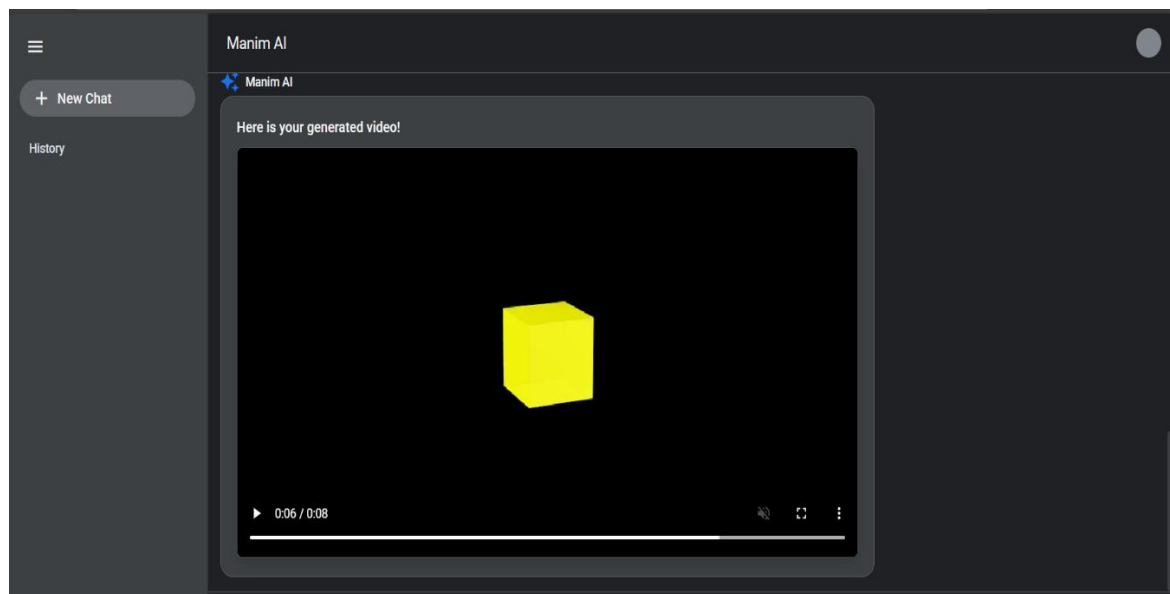 Manim AI
+ New Chat
History
Manim AI
Here is your generated video!
0:06 / 0:08